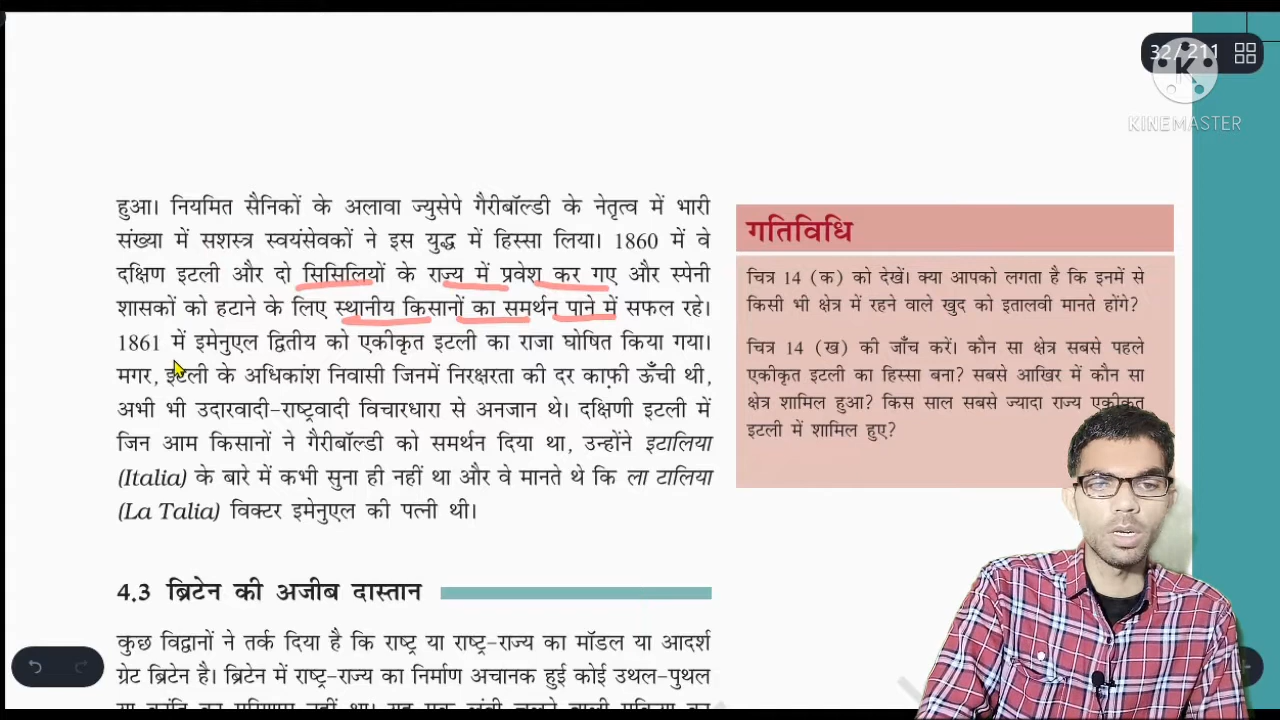 32/211
KINEMASTER
हुआ। नियमित सैनिकों के अलावा ज्युसेपे गैरीबॉल्डी के नेतृत्व में भारी
संख्या में सशस्त्र स्वयंसेवकों ने इस युद्ध में हिस्सा लिया। 1860 में वे
दक्षिण इटली और दो सिसिलियों के राज्य में प्रवेश कर गए और स्पेनी
शासकों को हटाने के लिए स्थानीय किसानों का समर्थन पाने में सफल रहे।
1861 में इमेनुएल द्वितीय को एकीकृत इटली का राजा घोषित किया गया।
मगर, इटली के अधिकांश निवासी जिनमें निरक्षरता की दर काफ़ी ऊँची थी,
अभी भी उदारवादी-राष्ट्रवादी विचारधारा से अनजान थे। दक्षिणी इटली में
जिन आम किसानों ने गैरीबॉल्डी को समर्थन दिया था, उन्होंने इटालिया
(Italia) के बारे में कभी सुना ही नहीं था और वे मानते थे कि ला टालिया
(La Talia) विक्टर इमेनुएल की पत्नी थी।
4.3 ब्रिटेन की अजीब दास्तान
कुछ विद्वानों ने तर्क दिया है कि राष्ट्र या राष्ट्र-राज्य का मॉडल या आदर्श
ग्रेट ब्रिटेन है। ब्रिटेन में राष्ट्र-राज्य का निर्माण अचानक हुई कोई उथल-पुथल
गतिविधि
चित्र 14 (क) को देखें। क्या आपको लगता है कि इनमें से
किसी भी क्षेत्र में रहने वाले खुद को इतालवी मानते होंगे?
चित्र 14 (ख) की जाँच करें। कौन सा क्षेत्र सबसे पहले
एकीकृत इटली का हिस्सा बना? सबसे आखिर में कौन सा
क्षेत्र शामिल हुआ? किस साल सबसे ज्यादा राज्य एकीकृत
इटली में शामिल हुए?